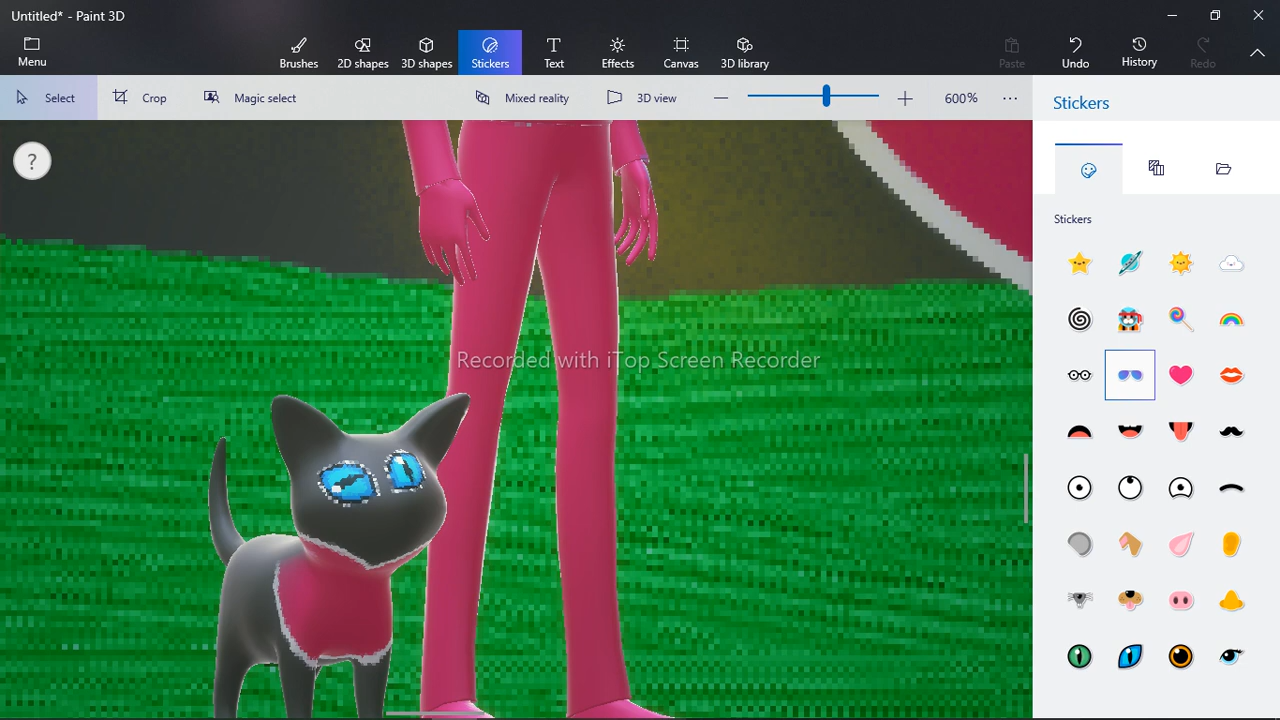 Untitled* - Paint 3D
Menu
Brushes
2D shapes
3D shapes
Stickers
Text
Effects
Canvas
3D library
Paste
Undo
History
Redo
Select
Crop
Magic select
Mixed reality
3D view
600%
Stickers
?
Stickers
Recorded with iTop Screen Recorder